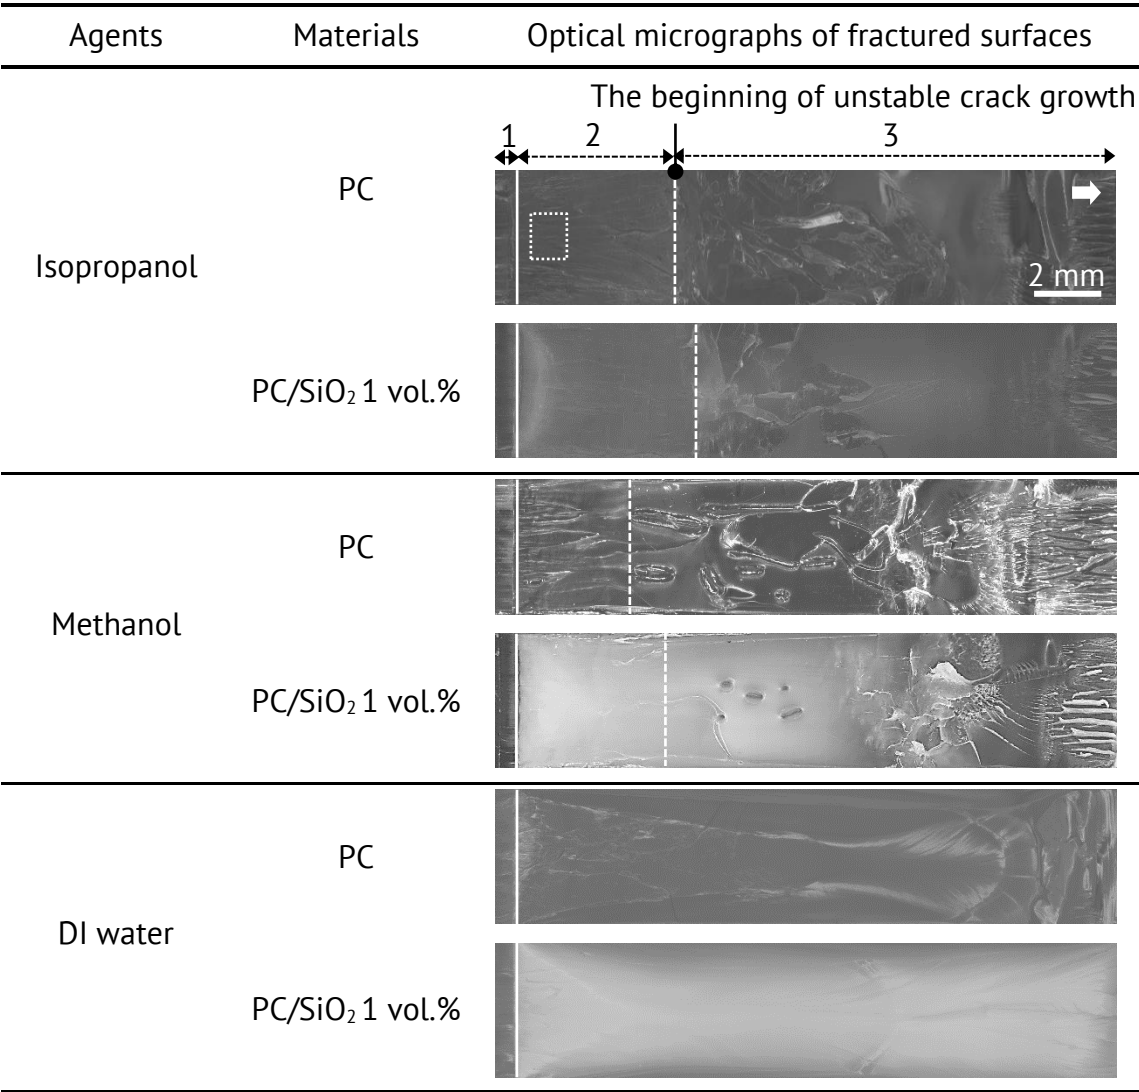 Agents Materials Optical micrographs of fractured surfaces
The beginning of unstable crack growth
1 2 3
PC
Isopropanol
2 mm
PC/SiO₂ 1 vol.%
PC
Methanol
PC/SiO₂ 1 vol.%
PC
DI water
PC/SiO₂ 1 vol.%